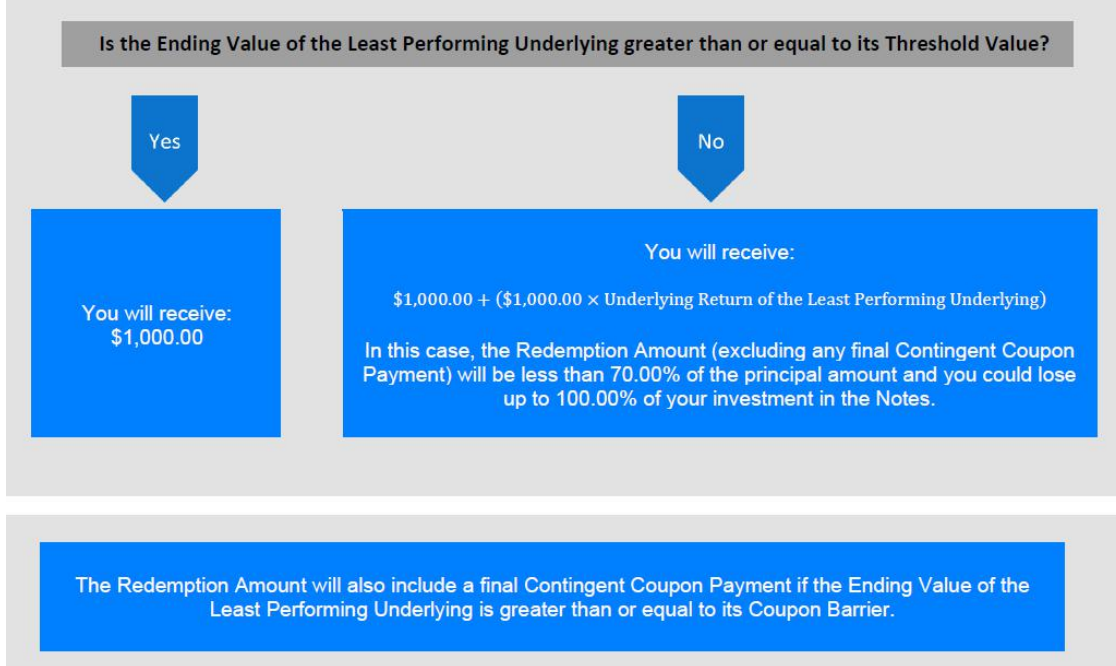 Is the Ending Value of the Least Performing Underlying greater than or equal to its Threshold Value?
Yes
No
You will receive:
$1,000.00
You will receive:
$1,000.00 + ($1,000.00 × Underlying Return of the Least Performing Underlying)
In this case, the Redemption Amount (excluding any final Contingent Coupon
Payment) will be less than 70.00% of the principal amount and you could lose
up to 100.00% of your investment in the Notes.
The Redemption Amount will also include a final Contingent Coupon Payment if the Ending Value of the
Least Performing Underlying is greater than or equal to its Coupon Barrier.